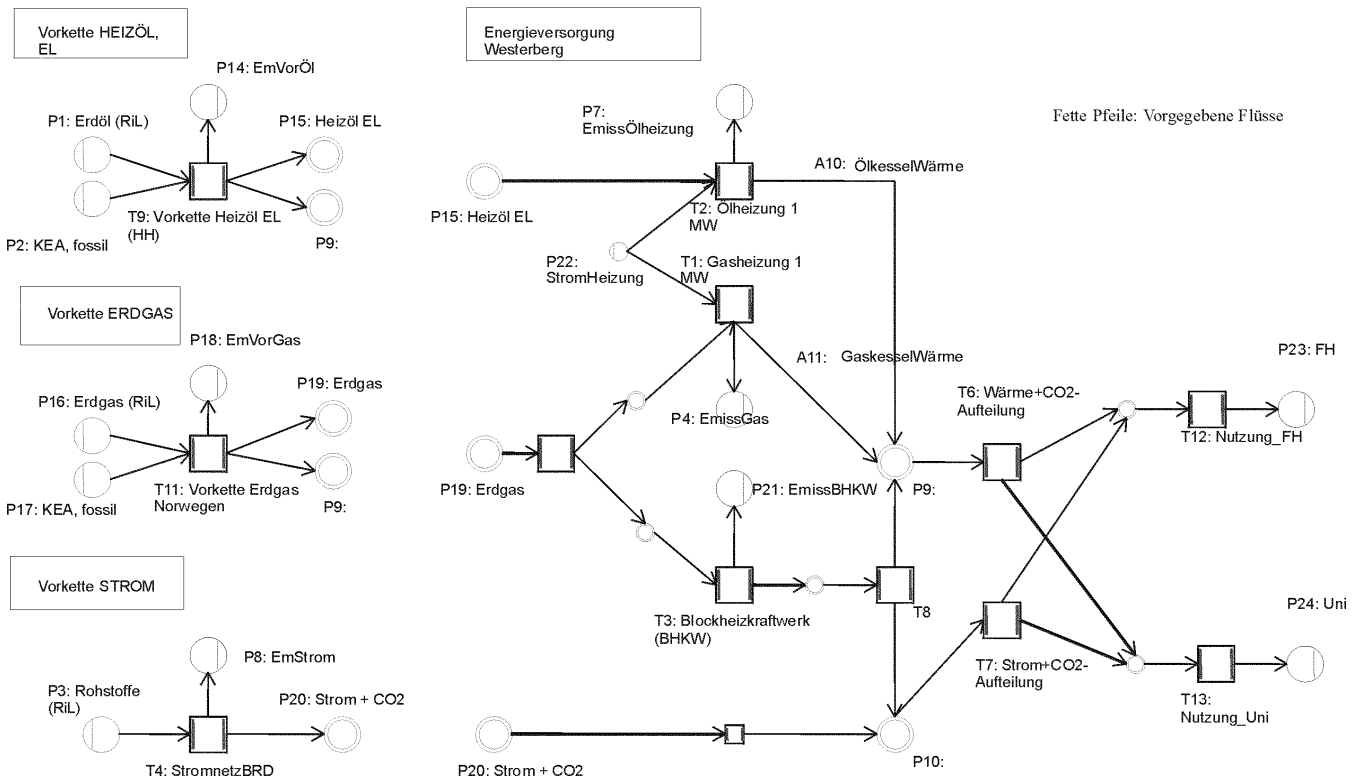 Vorkette HEIZÖL,
EL
P14: EmVorÖl
P1: Erdöl (RiL)
P15: Heizöl EL
T9: Vorkette Heizöl EL
(HH)
P2: KEA, fossil
P9:
Vorkette ERDGAS
P18: EmVorGas
P16: Erdgas (RiL)
P19: Erdgas
T11: Vorkette Erdgas
Norwegen
P17: KEA, fossil
P9:
Vorkette STROM
P8: EmStrom
P3: Rohstoffe
(RiL)
P20: Strom + CO2
T4: StromnetzBRD
Energieversorgung
Westerberg
Fette Pfeile: Vorgegebene Flüsse
P7:
EmissÖlheizung
A10: ÖlkesselWärme
P15: Heizöl EL
T2: Ölheizung 1
MW
P22:
StromHeizung
T1: Gasheizung 1
MW
A11: GaskesselWärme
P4: EmissGas
P19: Erdgas
P21: EmissBHKW
P9:
T6: Wärme+CO2-
Aufteilung
P23: FH
T12: Nutzung_FH
T3: Blockheizkraftwerk
(BHKW)
T8
T7: Strom+CO2-
Aufteilung
P24: Uni
T13:
Nutzung_Uni
P20: Strom + CO2
P10: